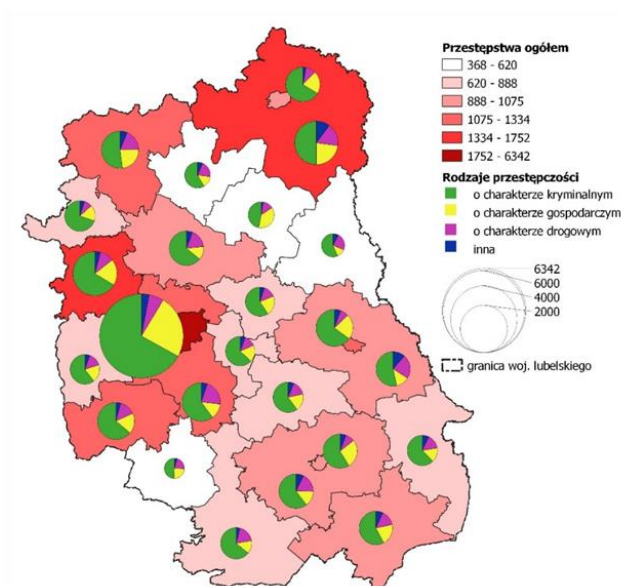 Przestępstwa ogółem
368 - 620
620 - 888
888 - 1075
1075 - 1334
1334 - 1752
1752 - 6342
Rodzaje przestępczości
o charakterze kryminalnym
o charakterze gospodarczym
o charakterze drogowym
inna
6342
6000
4000
2000
granica woj. lubelskiego